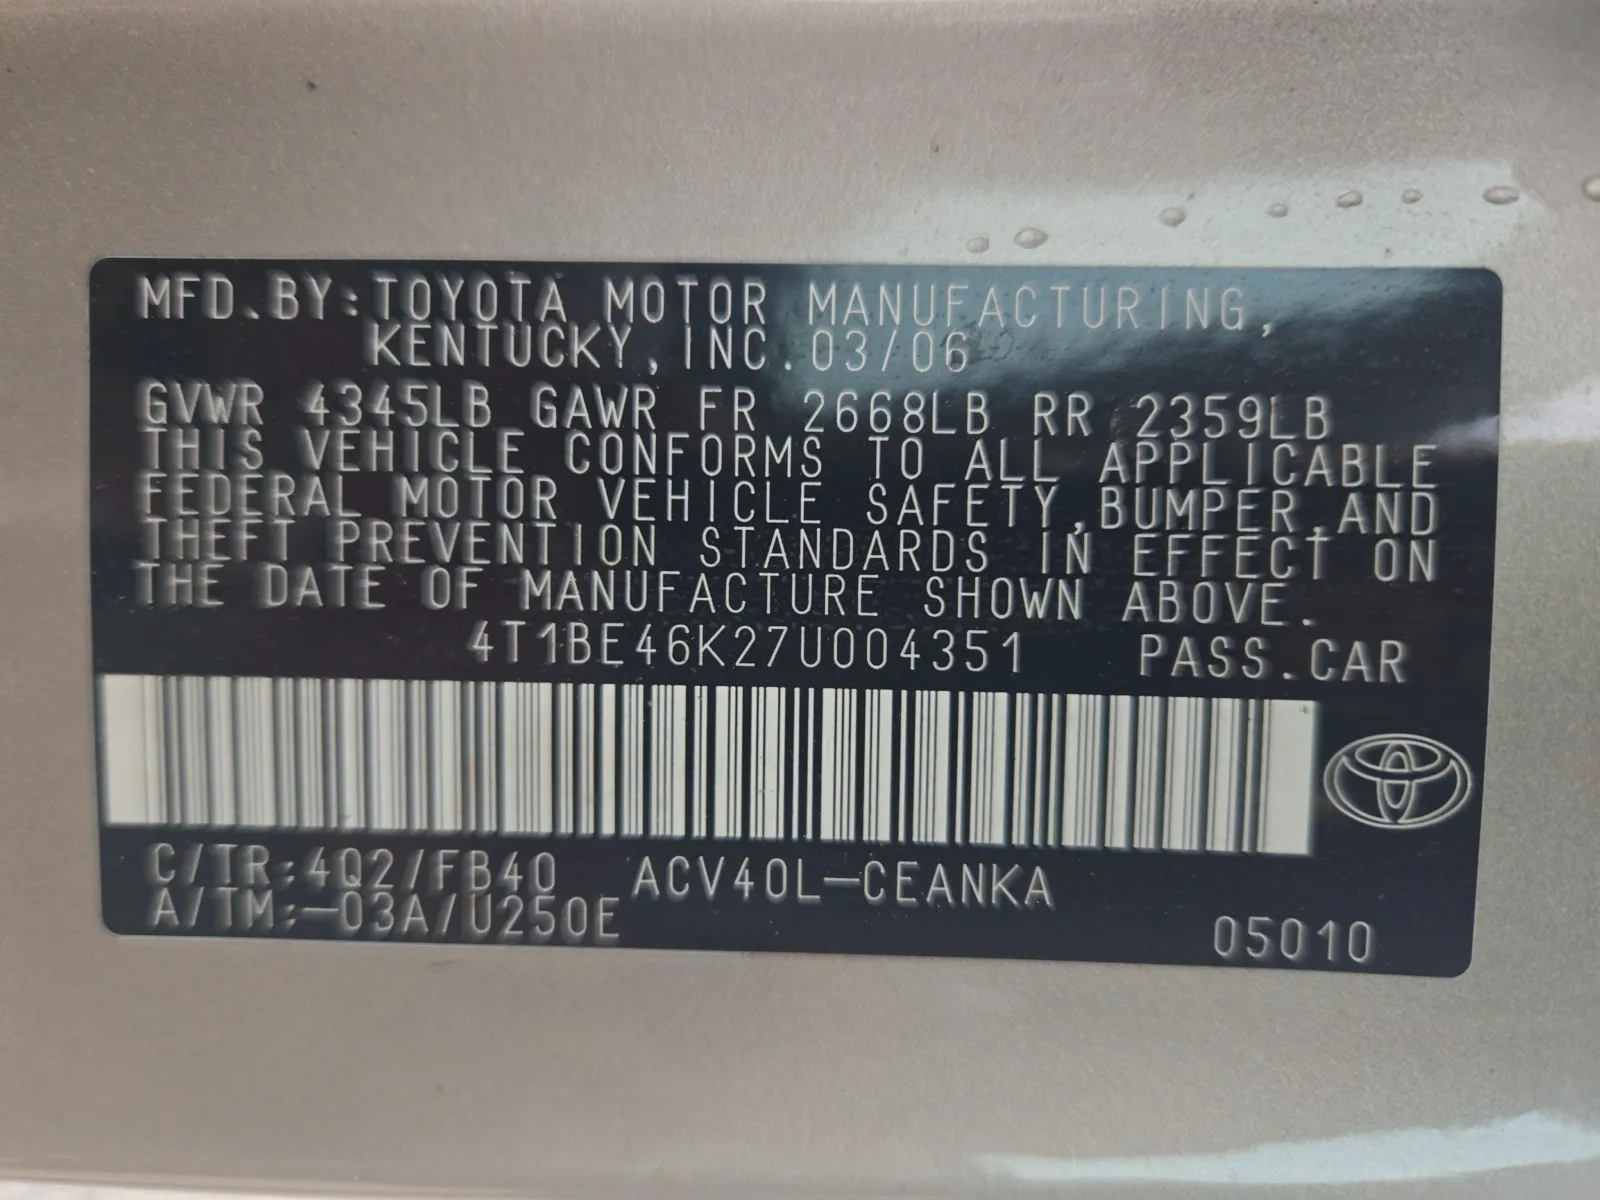 MFD.BY:TOYOTA MOTOR MANUFACTURING,
KENTUCKY,INC.03/06
GVWR 4345LB GAWR FR 2668LB RR 2359LB
THIS VEHICLE CONFORMS TO ALL APPLICABLE
FEDERAL MOTOR VEHICLE SAFETY,BUMPER,AND
THEFT PREVENTION STANDARDS IN EFFECT ON
THE DATE OF MANUFACTURE SHOWN ABOVE.
4T1BE46K27U004351 PASS.CAR
C/TR:4Q2/FB40 ACV40L-CEANKA
A/TM:-03A/U250E
05010